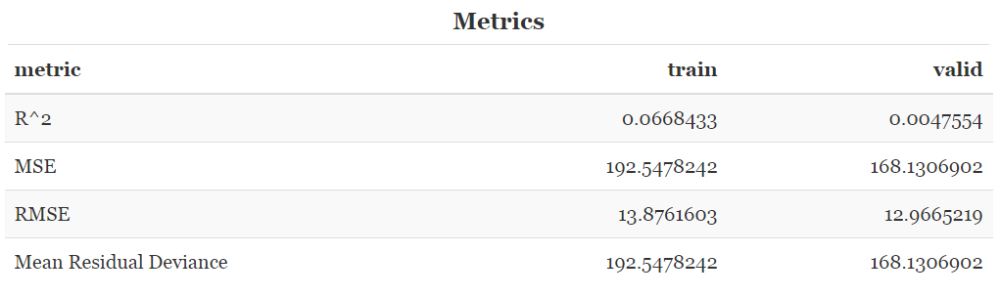 Metrics
metric train valid
R^2 0.0668433 0.0047554
MSE 192.5478242 168.1306902
RMSE 13.8761603 12.9665219
Mean Residual Deviance 192.5478242 168.1306902